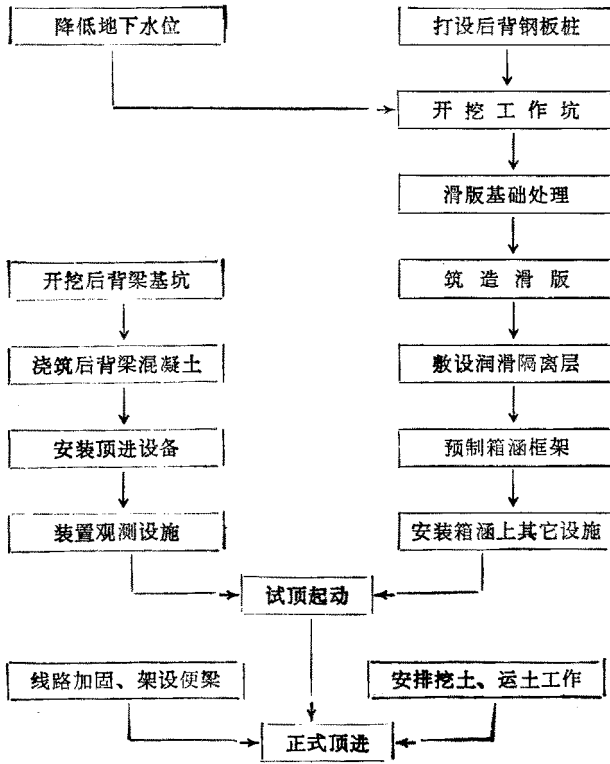 降低地下水位
打设后背钢板桩
开挖工作坑
滑版基础处理
开挖后背梁基坑
筑造滑版
浇筑后背梁混凝土
敷设润滑隔离层
安装顶进设备
预制箱涵框架
装置观测设施
安装箱涵上其它设施
试顶起动
线路加固、架设便梁
安排挖土、运土工作
正式顶进